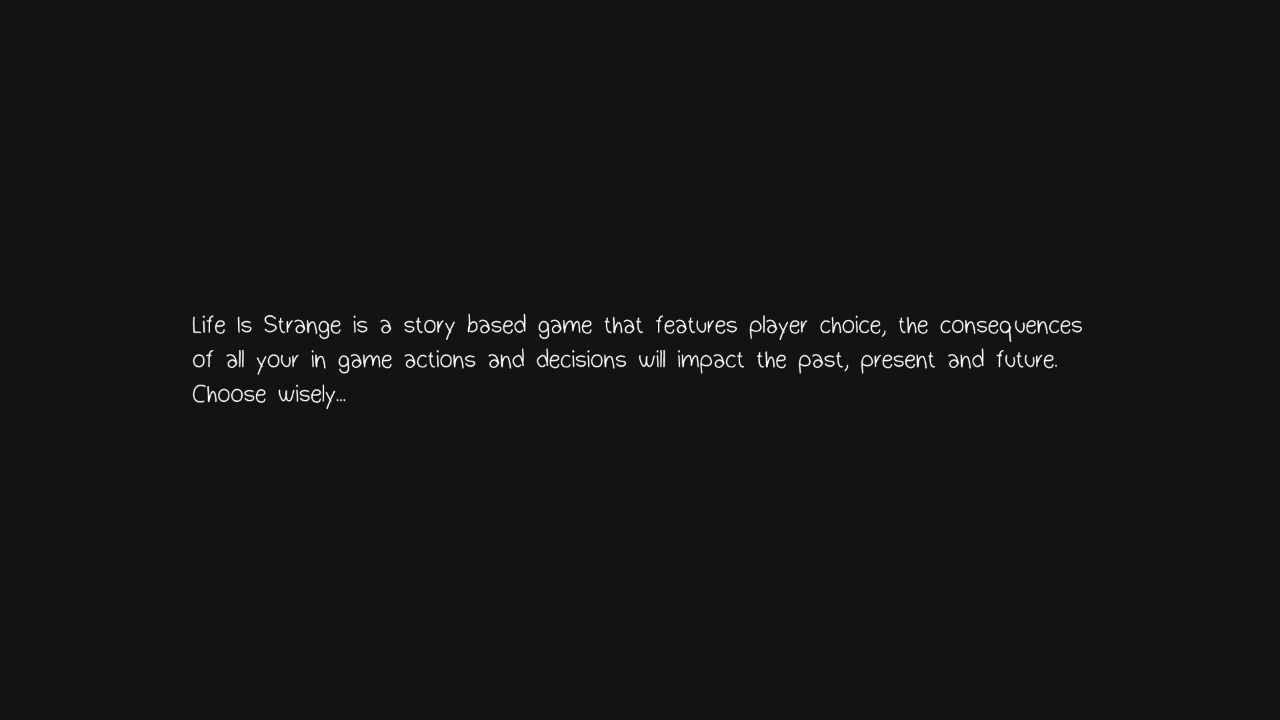 Life Is Strange is a story based game that features player choice, the consequences
of all your in game actions and decisions will impact the past, present and future.
Choose wisely...